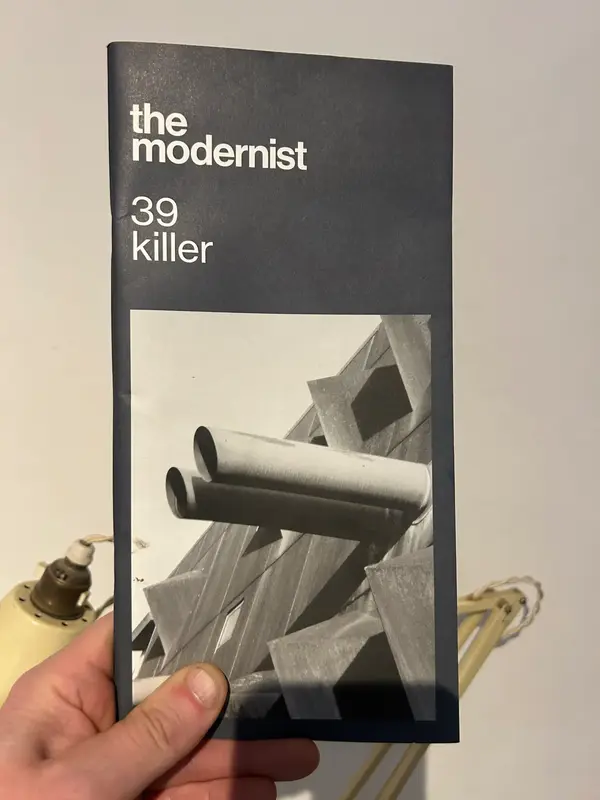 the
modernist
39
killer